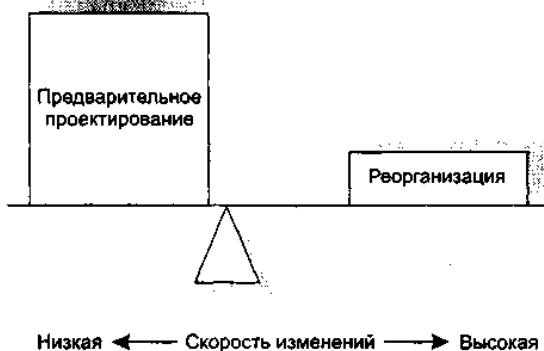 Предварительное
проектирование
Реорганизация
Низкая ← Скорость изменений → Высокая